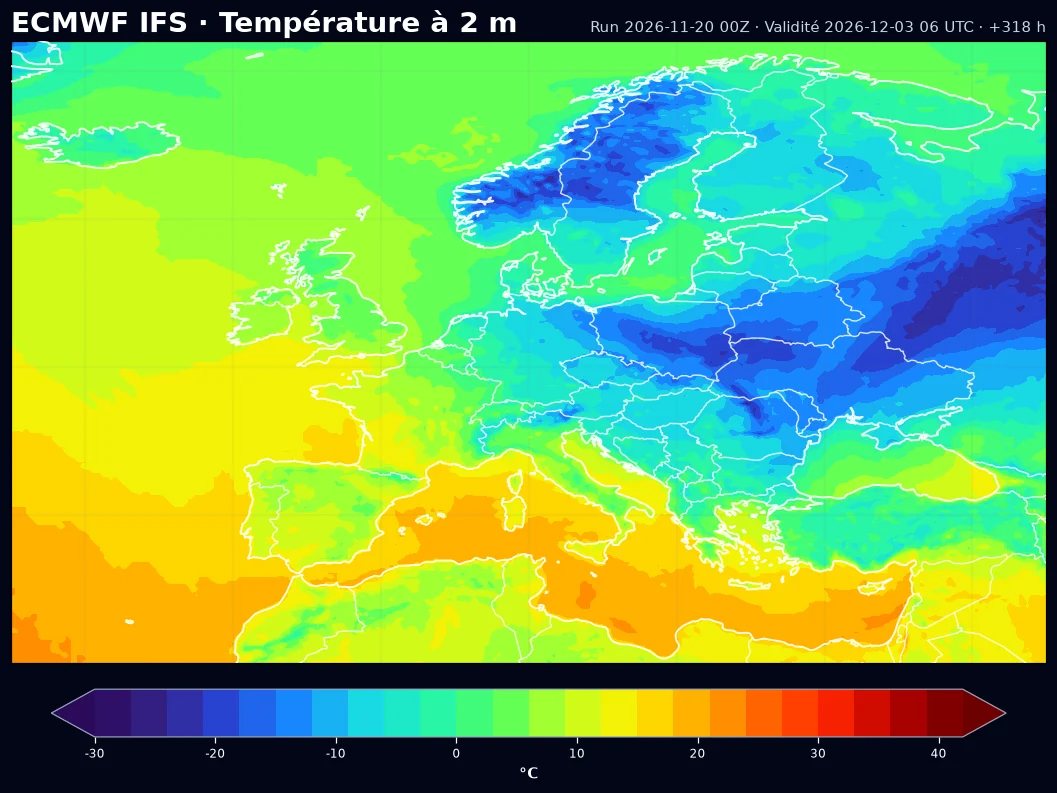 ECMWF IFS · Température à 2 m
Run 2026-11-20 00Z · Validité 2026-12-03 06 UTC · +318 h
-30 -20 -10 0 10 20 30 40
°C